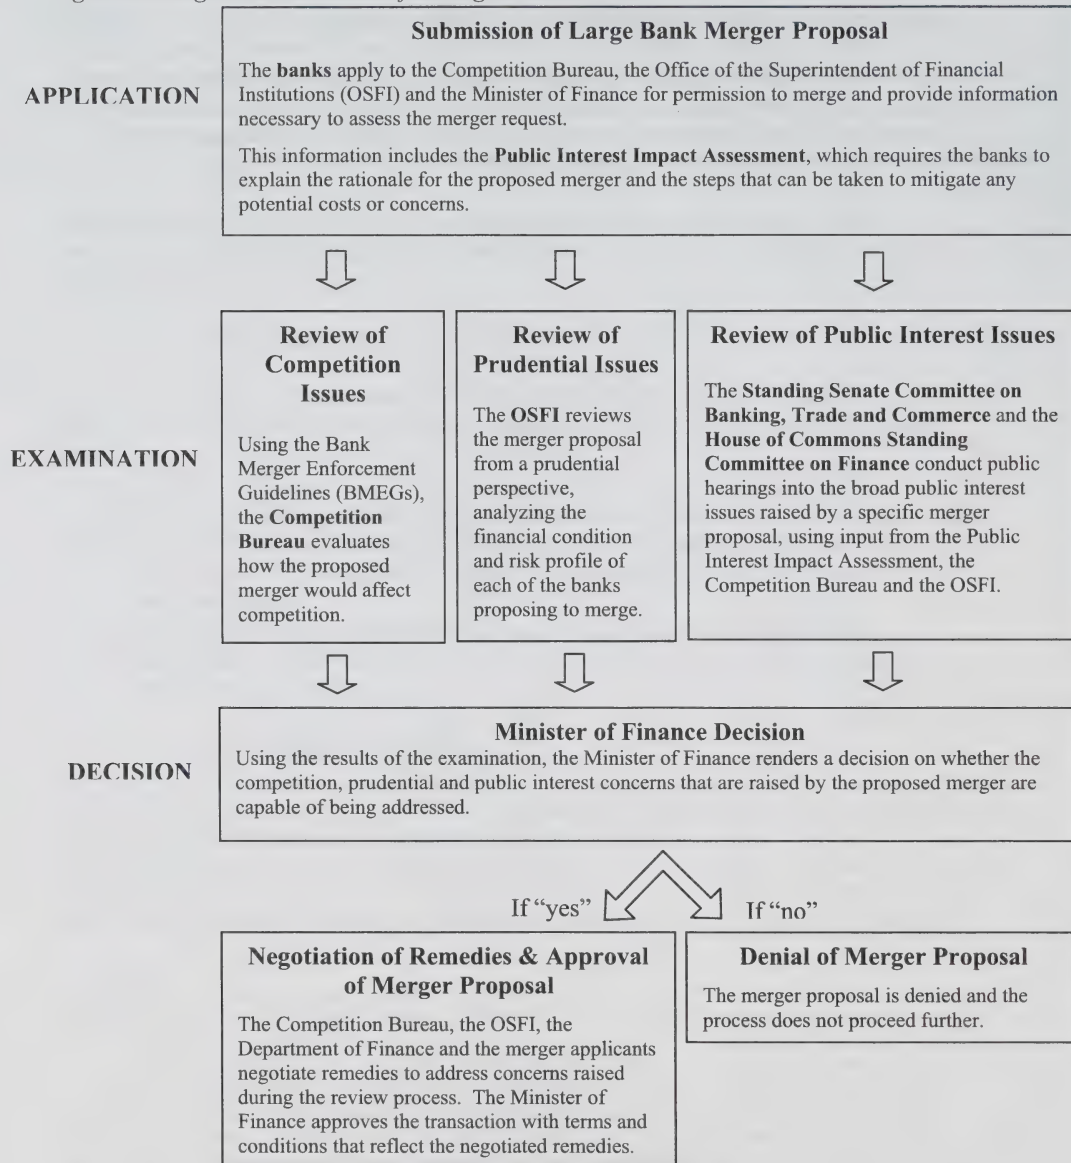 Submission of Large Bank Merger Proposal
APPLICATION
The banks apply to the Competition Bureau, the Office of the Superintendent of Financial
Institutions (OSFI) and the Minister of Finance for permission to merge and provide information
necessary to assess the merger request.
This information includes the Public Interest Impact Assessment, which requires the banks to
explain the rationale for the proposed merger and the steps that can be taken to mitigate any
potential costs or concerns.
EXAMINATION
Review of
Competition
Issues
Using the Bank
Merger Enforcement
Guidelines (BMEGs),
the Competition
Bureau evaluates
how the proposed
merger would affect
competition.
Review of
Prudential Issues
The OSFI reviews
the merger proposal
from a prudential
perspective,
analyzing the
financial condition
and risk profile of
each of the banks
proposing to merge.
Review of Public Interest Issues
The Standing Senate Committee on
Banking, Trade and Commerce and the
House of Commons Standing
Committee on Finance conduct public
hearings into the broad public interest
issues raised by a specific merger
proposal, using input from the Public
Interest Impact Assessment, the
Competition Bureau and the OSFI.
DECISION
Minister of Finance Decision
Using the results of the examination, the Minister of Finance renders a decision on whether the
competition, prudential and public interest concerns that are raised by the proposed merger are
capable of being addressed.
If “yes”
If “no”
Negotiation of Remedies & Approval
of Merger Proposal
The Competition Bureau, the OSFI, the
Department of Finance and the merger applicants
negotiate remedies to address concerns raised
during the review process. The Minister of
Finance approves the transaction with terms and
conditions that reflect the negotiated remedies.
Denial of Merger Proposal
The merger proposal is denied and the
process does not proceed further.